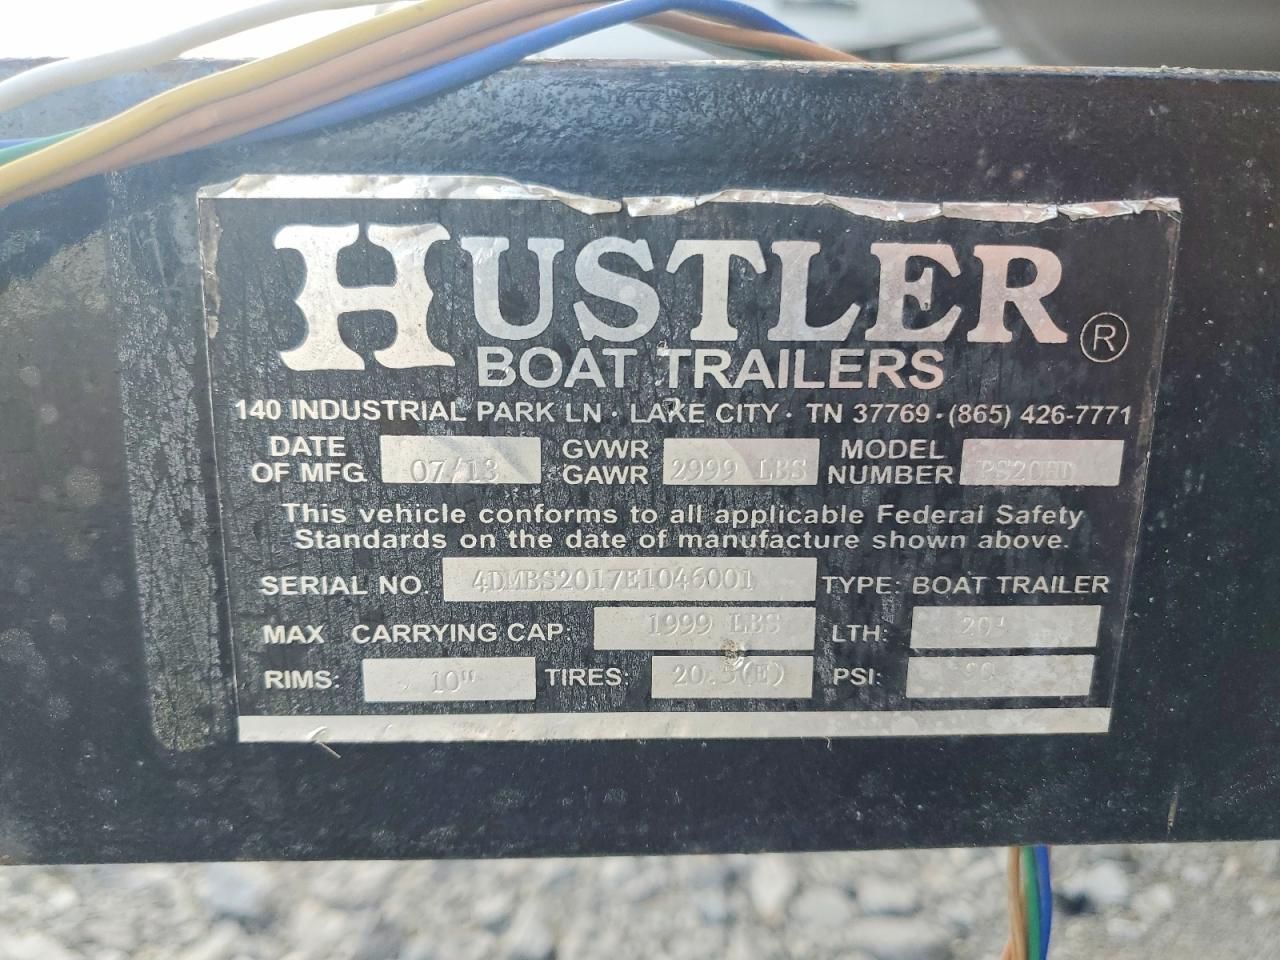 HUSTLER ®
BOAT TRAILERS
140 INDUSTRIAL PARK LN · LAKE CITY · TN 37769 · (865) 426-7771
DATE OF MFG 07/13 GVWR GAWR 2999 LBS MODEL NUMBER
This vehicle conforms to all applicable Federal Safety
Standards on the date of manufacture shown above.
SERIAL NO. 4DMBS2017E1046001 TYPE: BOAT TRAILER
MAX CARRYING CAP: 1999 LBS LTH: 20'
RIMS: 10" TIRES: 20.5(E) PSI: